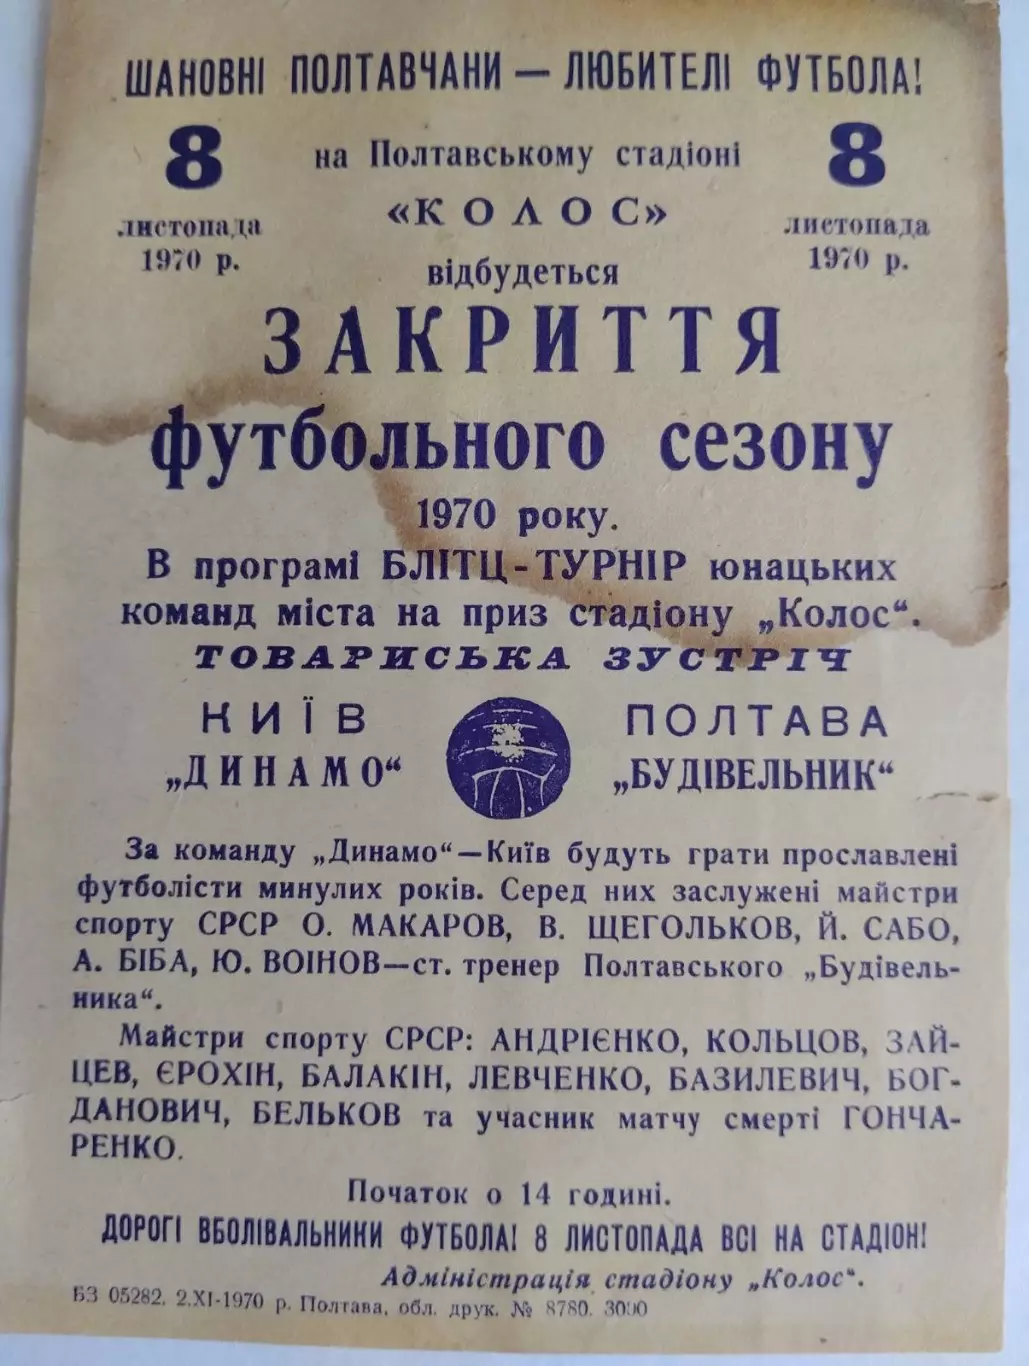 ШАНОВНІ ПОЛТАВЧАНИ — ЛЮБИТЕЛІ ФУТБОЛА!
8 на Полтавському стадіоні 8
«КОЛОС»
листопада листопада
1970 р. 1970 р.
відбудеться
ЗАКРИТТЯ
футбольного сезону
1970 року.
В програмі БЛІТЦ-ТУРНІР юнацьких
команд міста на приз стадіону „Колос“.
ТОВАРИСЬКА ЗУСТРІЧ
КИЇВ ПОЛТАВА
„ДИНАМО“ „БУДІВЕЛЬНИК“
За команду „Динамо“—Київ будуть грати прославлені
футболісти минулих років. Серед них заслужені майстри
спорту СРСР О. МАКАРОВ, В. ЩЕГОЛЬКОВ, Й. САБО,
А. БІБА, Ю. ВОІНОВ—ст. тренер Полтавського „Будівель-
ника“.
Майстри спорту СРСР: АНДРІЄНКО, КОЛЬЦОВ, ЗАЙ-
ЦЕВ, ЄРОХІН, БАЛАКІН, ЛЕВЧЕНКО, БАЗИЛЕВИЧ, БОГ-
ДАНОВИЧ, БЕЛЬКОВ та учасник матчу смерті ГОНЧА-
РЕНКО.
Початок о 14 годині.
ДОРОГІ ВБОЛІВАЛЬНИКИ ФУТБОЛА! 8 ЛИСТОПАДА ВСІ НА СТАДІОН!
Адміністрація стадіону „Колос“.
БЗ 05282. 2.XI-1970 р. Полтава, обл. друк. № 8780. 3000